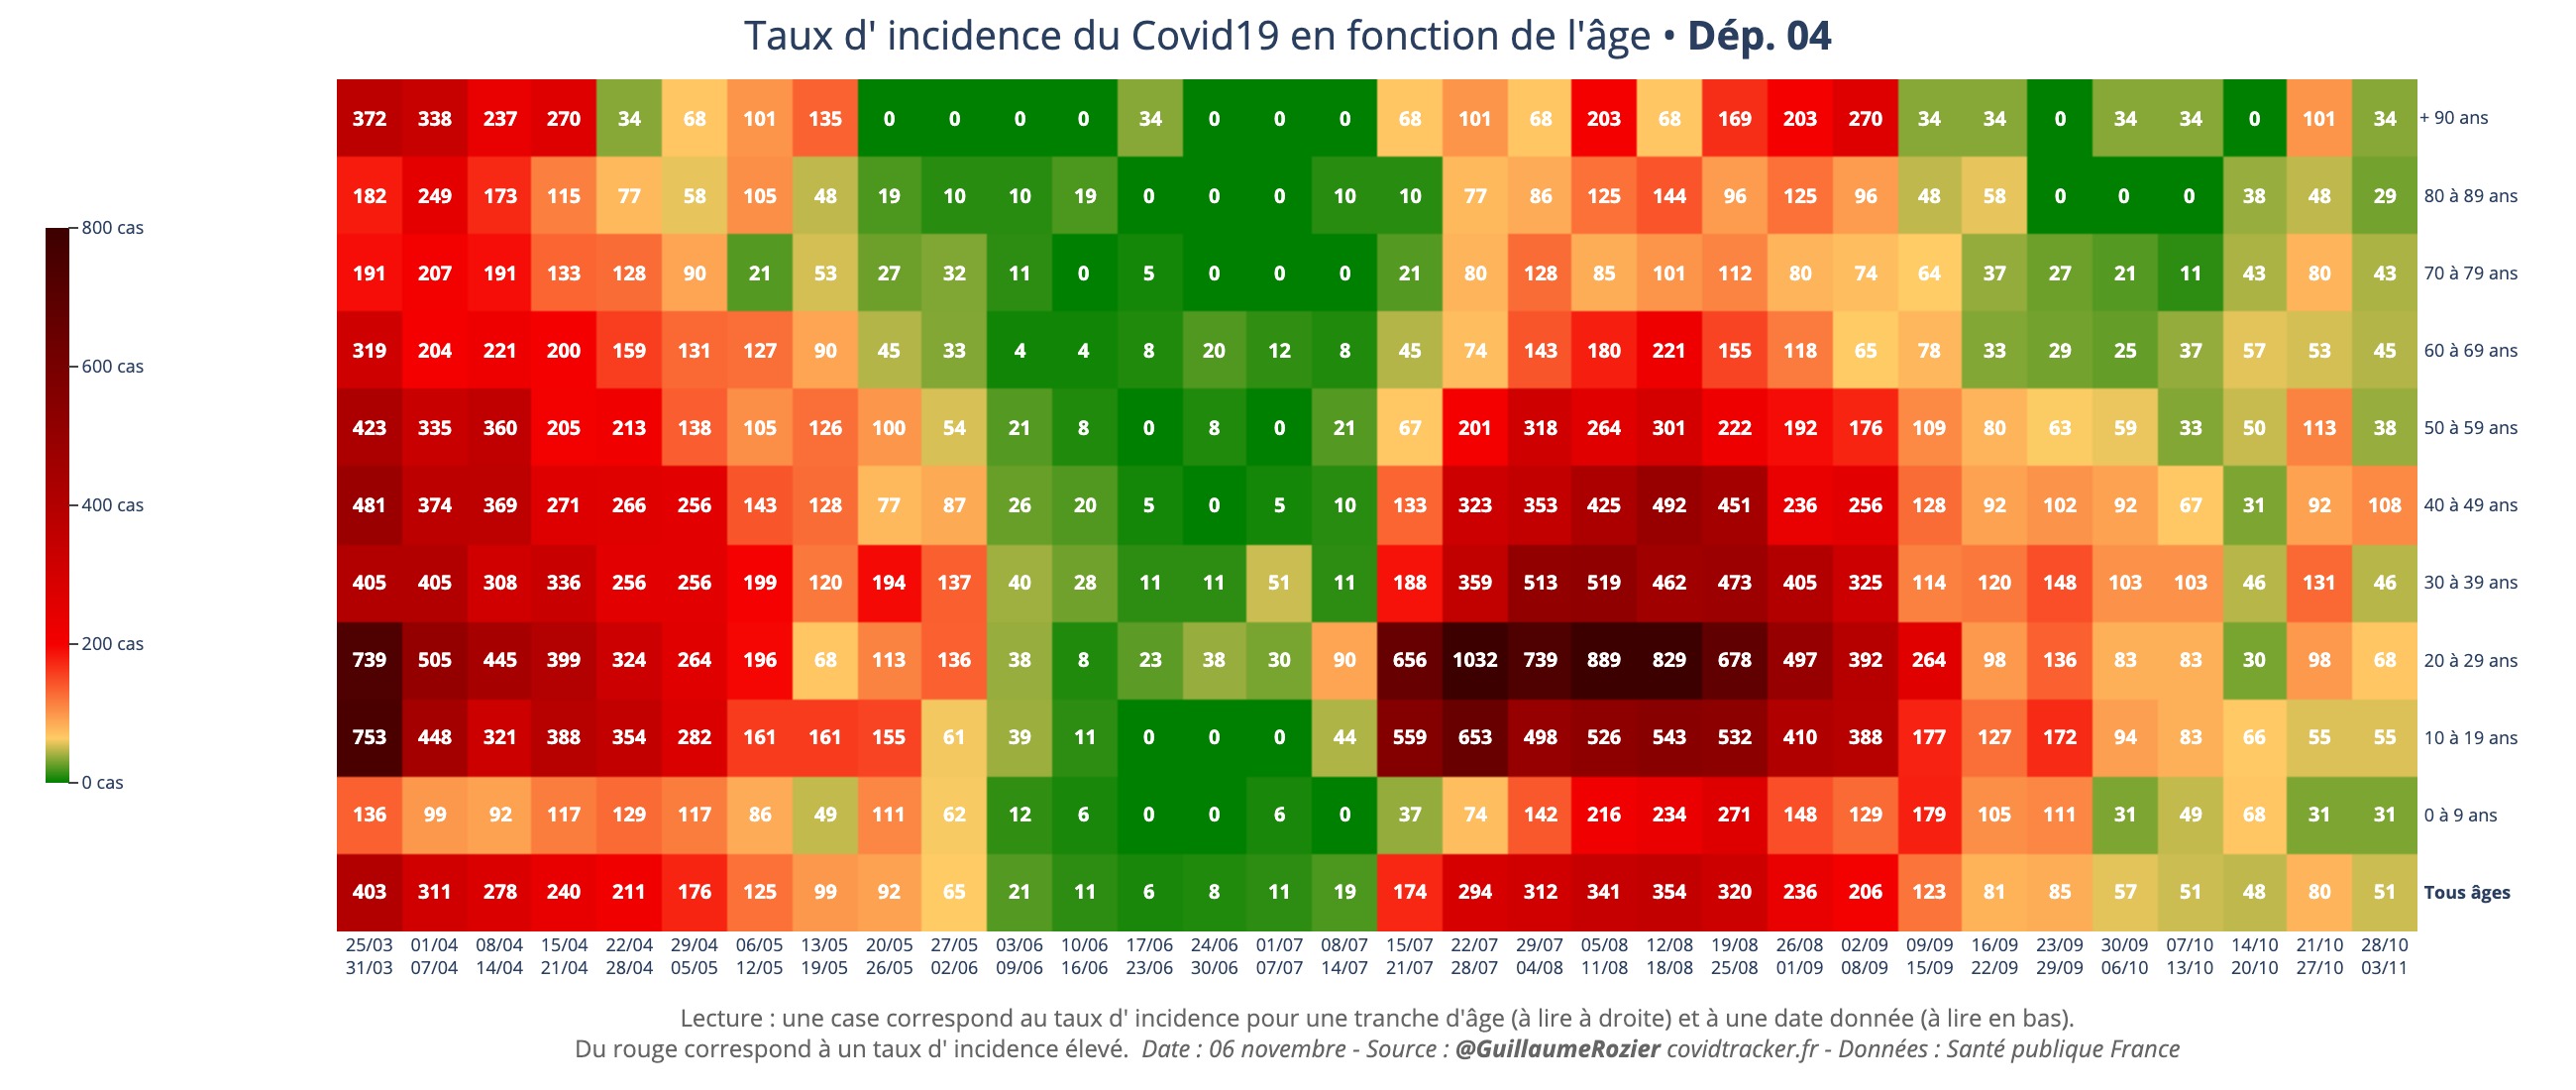 Taux d' incidence du Covid19 en fonction de l'âge • Dép. 04
372 338 237 270 34 68 101 135 0 0 0 0 34 0 0 0 68 101 68 203 68 169 203 270 34 34 0 34 34 0 101 34 + 90 ans
182 249 173 115 77 58 105 48 19 10 10 19 0 0 0 10 10 77 86 125 144 96 125 96 48 58 0 0 0 38 48 29 80 à 89 ans
800 cas
191 207 191 133 128 90 21 53 27 32 11 0 5 0 0 0 21 80 128 85 101 112 80 74 64 37 27 21 11 43 80 43 70 à 79 ans
319 204 221 200 159 131 127 90 45 33 4 4 8 20 12 8 45 74 143 180 221 155 118 65 78 33 29 25 37 57 53 45 60 à 69 ans
600 cas
423 335 360 205 213 138 105 126 100 54 21 8 0 8 0 21 67 201 318 264 301 222 192 176 109 80 63 59 33 50 113 38 50 à 59 ans
400 cas
481 374 369 271 266 256 143 128 77 87 26 20 5 0 5 10 133 323 353 425 492 451 236 256 128 92 102 92 67 31 92 108 40 à 49 ans
405 405 308 336 256 256 199 120 194 137 40 28 11 11 51 11 188 359 513 519 462 473 405 325 114 120 148 103 103 46 131 46 30 à 39 ans
200 cas
739 505 445 399 324 264 196 68 113 136 38 8 23 38 30 90 656 1032 739 889 829 678 497 392 264 98 136 83 83 30 98 68 20 à 29 ans
753 448 321 388 354 282 161 161 155 61 39 11 0 0 0 44 559 653 498 526 543 532 410 388 177 127 172 94 83 66 55 55 10 à 19 ans
0 cas
136 99 92 117 129 117 86 49 111 62 12 6 0 0 6 0 37 74 142 216 234 271 148 129 179 105 111 31 49 68 31 31 0 à 9 ans
403 311 278 240 211 176 125 99 92 65 21 11 6 8 11 19 174 294 312 341 354 320 236 206 123 81 85 57 51 48 80 51 Tous âges
25/03 01/04 08/04 15/04 22/04 29/04 06/05 13/05 20/05 27/05 03/06 10/06 17/06 24/06 01/07 08/07 15/07 22/07 29/07 05/08 12/08 19/08 26/08 02/09 09/09 16/09 23/09 30/09 07/10 14/10 21/10 28/10
31/03 07/04 14/04 21/04 28/04 05/05 12/05 19/05 26/05 02/06 09/06 16/06 23/06 30/06 07/07 14/07 21/07 28/07 04/08 11/08 18/08 25/08 01/09 08/09 15/09 22/09 29/09 06/10 13/10 20/10 27/10 03/11
Lecture : une case correspond au taux d' incidence pour une tranche d'âge (à lire à droite) et à une date donnée (à lire en bas).
Du rouge correspond à un taux d' incidence élevé. Date : 06 novembre - Source : @GuillaumeRozier covidtracker.fr - Données : Santé publique France